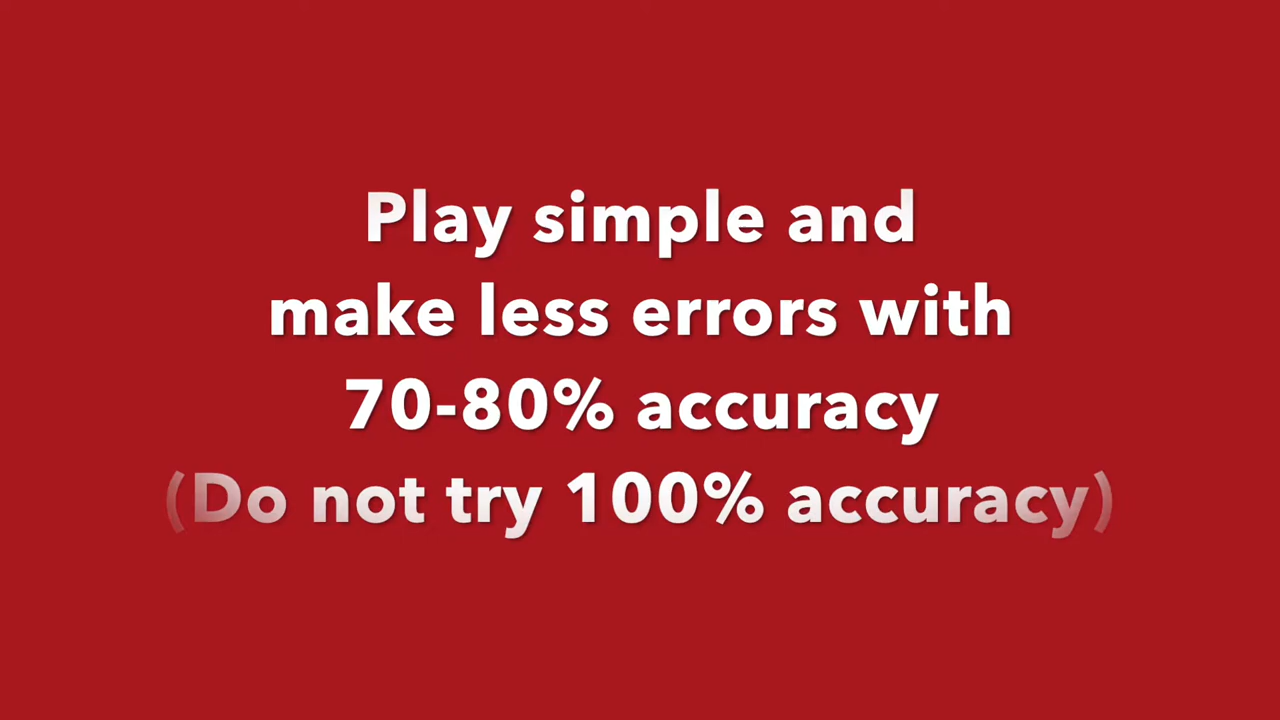 Play simple and
make less errors with
70-80% accuracy
(Do not try 100% accuracy)